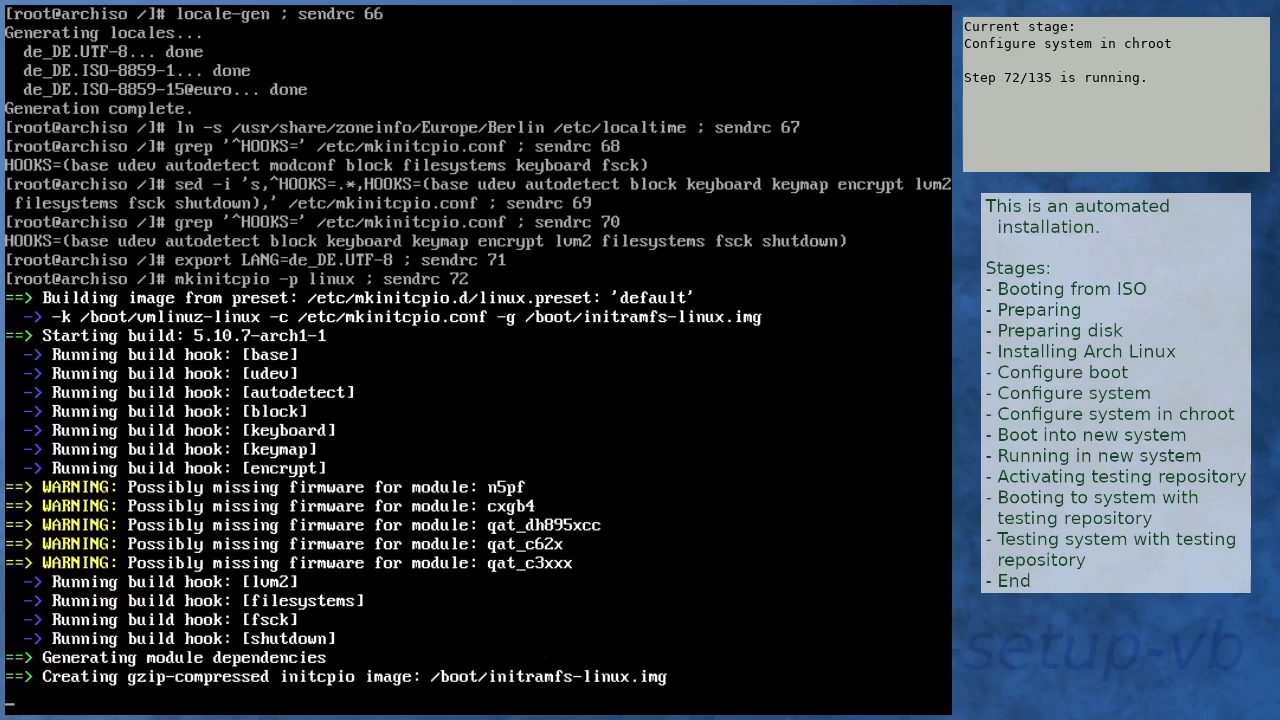 [root@archiso /]# locale-gen ; sendrc 66
Generating locales...
  de_DE.UTF-8... done
  de_DE.ISO-8859-1... done
  de_DE.ISO-8859-15@euro... done
Generation complete.
[root@archiso /]# ln -s /usr/share/zoneinfo/Europe/Berlin /etc/localtime ; sendrc 67
[root@archiso /]# grep '^HOOKS=' /etc/mkinitcpio.conf ; sendrc 68
HOOKS=(base udev autodetect modconf block filesystems keyboard fsck)
[root@archiso /]# sed -i 's,^HOOKS=.*,HOOKS=(base udev autodetect block keyboard keymap encrypt lvm2
 filesystems fsck shutdown),' /etc/mkinitcpio.conf ; sendrc 69
[root@archiso /]# grep '^HOOKS=' /etc/mkinitcpio.conf ; sendrc 70
HOOKS=(base udev autodetect block keyboard keymap encrypt lvm2 filesystems fsck shutdown)
[root@archiso /]# export LANG=de_DE.UTF-8 ; sendrc 71
[root@archiso /]# mkinitcpio -p linux ; sendrc 72
==> Building image from preset: /etc/mkinitcpio.d/linux.preset: 'default'
  -> -k /boot/vmlinuz-linux -c /etc/mkinitcpio.conf -g /boot/initramfs-linux.img
==> Starting build: 5.10.7-arch1-1
  -> Running build hook: [base]
  -> Running build hook: [udev]
  -> Running build hook: [autodetect]
  -> Running build hook: [block]
  -> Running build hook: [keyboard]
  -> Running build hook: [keymap]
  -> Running build hook: [encrypt]
==> WARNING: Possibly missing firmware for module: n5pf
==> WARNING: Possibly missing firmware for module: cxgb4
==> WARNING: Possibly missing firmware for module: qat_dh895xcc
==> WARNING: Possibly missing firmware for module: qat_c62x
==> WARNING: Possibly missing firmware for module: qat_c3xxx
  -> Running build hook: [lvm2]
  -> Running build hook: [filesystems]
  -> Running build hook: [fsck]
  -> Running build hook: [shutdown]
==> Generating module dependencies
==> Creating gzip-compressed initcpio image: /boot/initramfs-linux.img
Current stage:
Configure system in chroot
Step 72/135 is running.
This is an automated
installation.
Stages:
- Booting from ISO
- Preparing
- Preparing disk
- Installing Arch Linux
- Configure boot
- Configure system
- Configure system in chroot
- Boot into new system
- Running in new system
- Activating testing repository
- Booting to system with
testing repository
- Testing system with testing
repository
- End
setup-vb